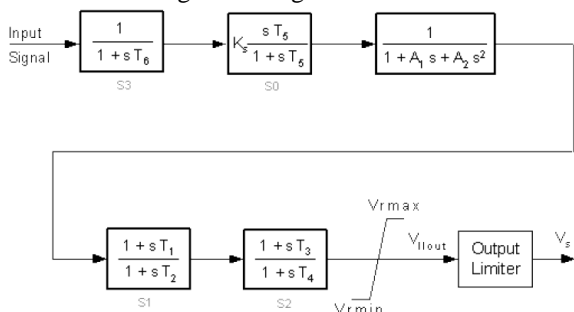 Input
Signal
1
1 + sT6
S3
Ks sT5
1 + sT5
S0
1
1 + A1 s + A2 s²
1 + sT1
1 + sT2
S1
1 + sT3
1 + sT4
S2
Vrmax
Vrmin
Vllout
Output
Limiter
Vs